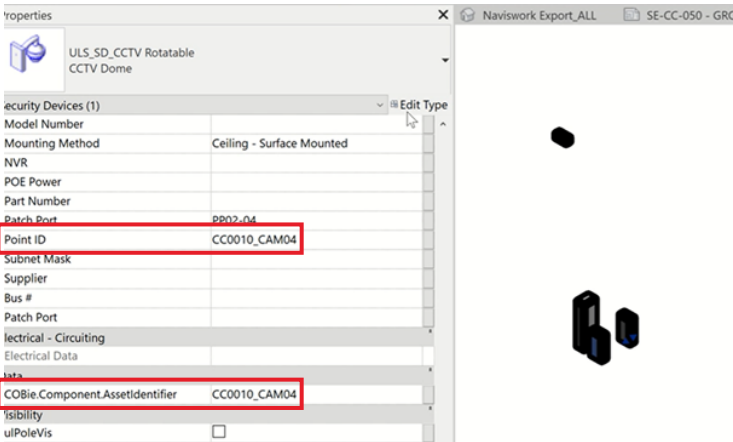 Properties
ULS_SD_CCTV Rotatable
CCTV Dome
Security Devices (1)
Edit Type
Model Number
Mounting Method Ceiling - Surface Mounted
NVR
POE Power
Part Number
Patch Port PP02-04
Point ID CC0010_CAM04
Subnet Mask
Supplier
Bus #
Patch Port
lectrical - Circuiting
Electrical Data
ata
COBie.Component.AssetIdentifier CC0010_CAM04
isibility
ulPoleVis
Naviswork Export_ALL
SE-CC-050 - GRO